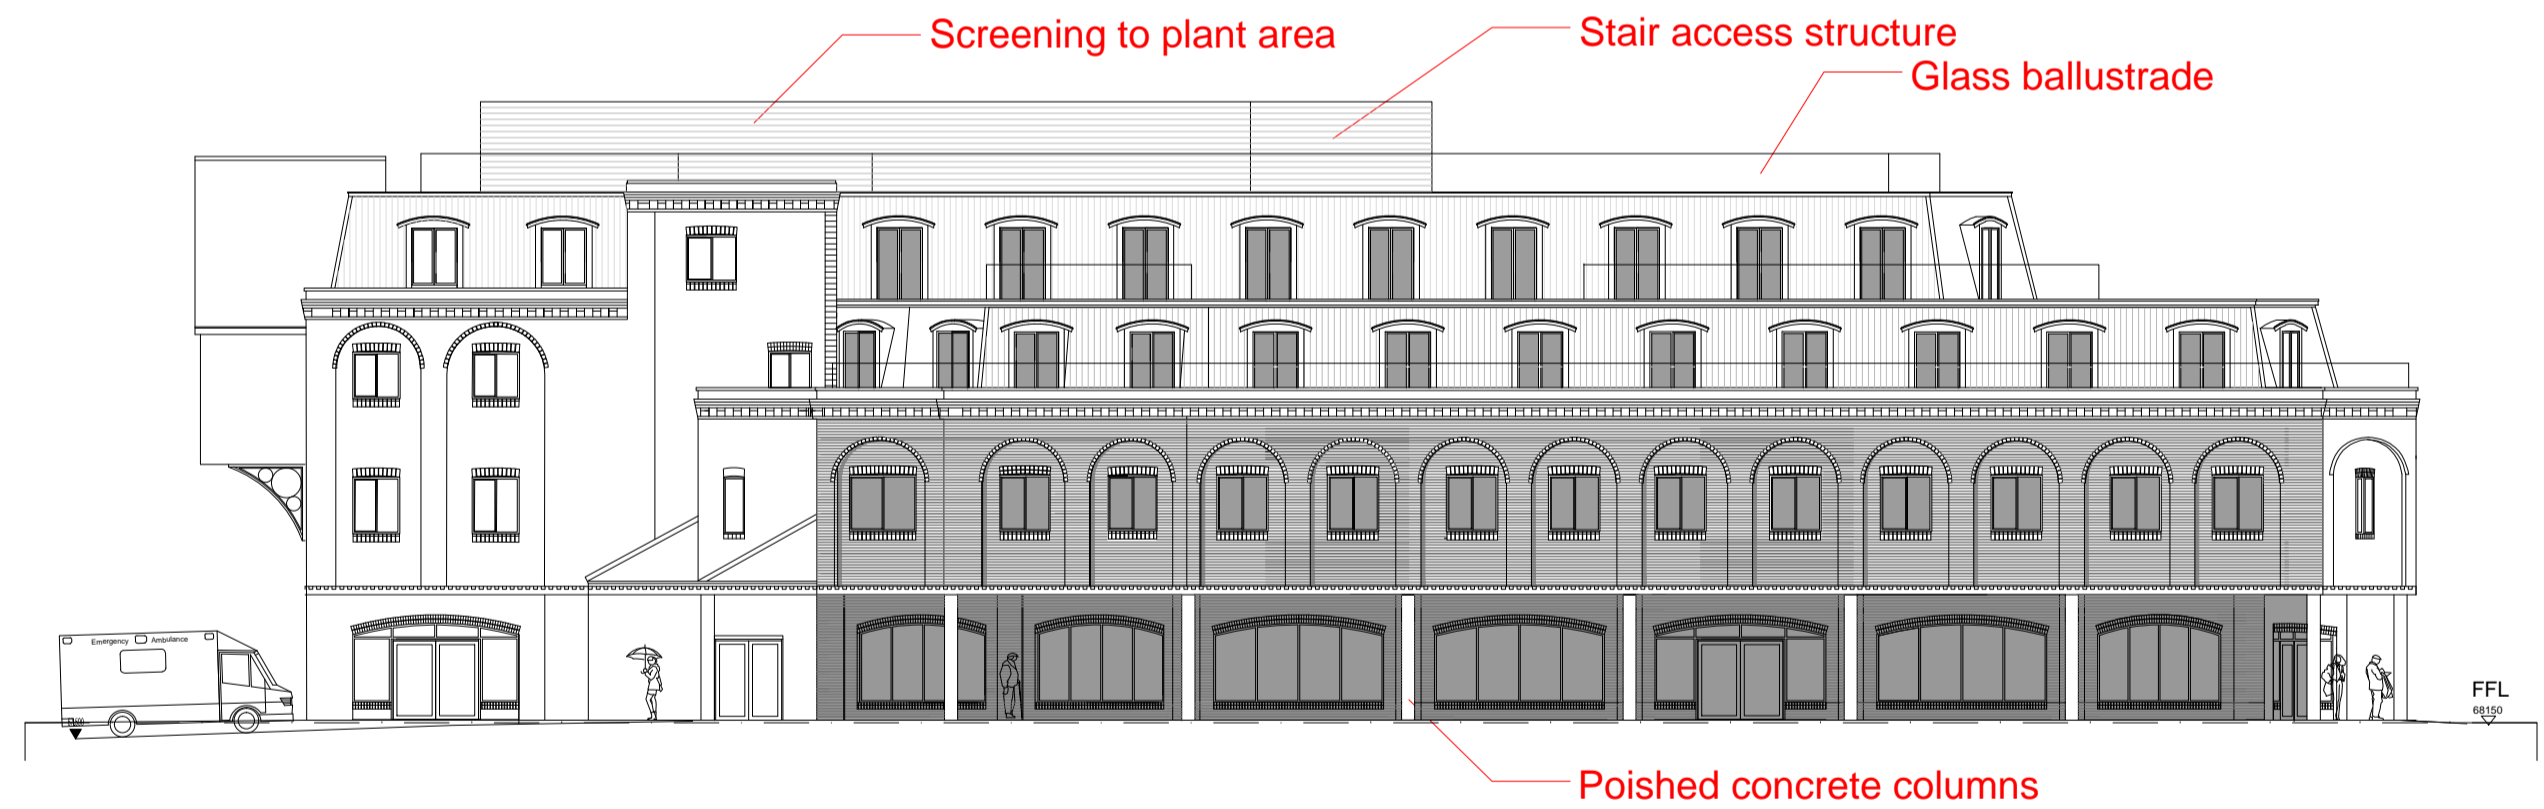 Screening to plant area
Stair access structure
Glass ballustrade
Emergency Ambulance
FFL
68150
Poished concrete columns